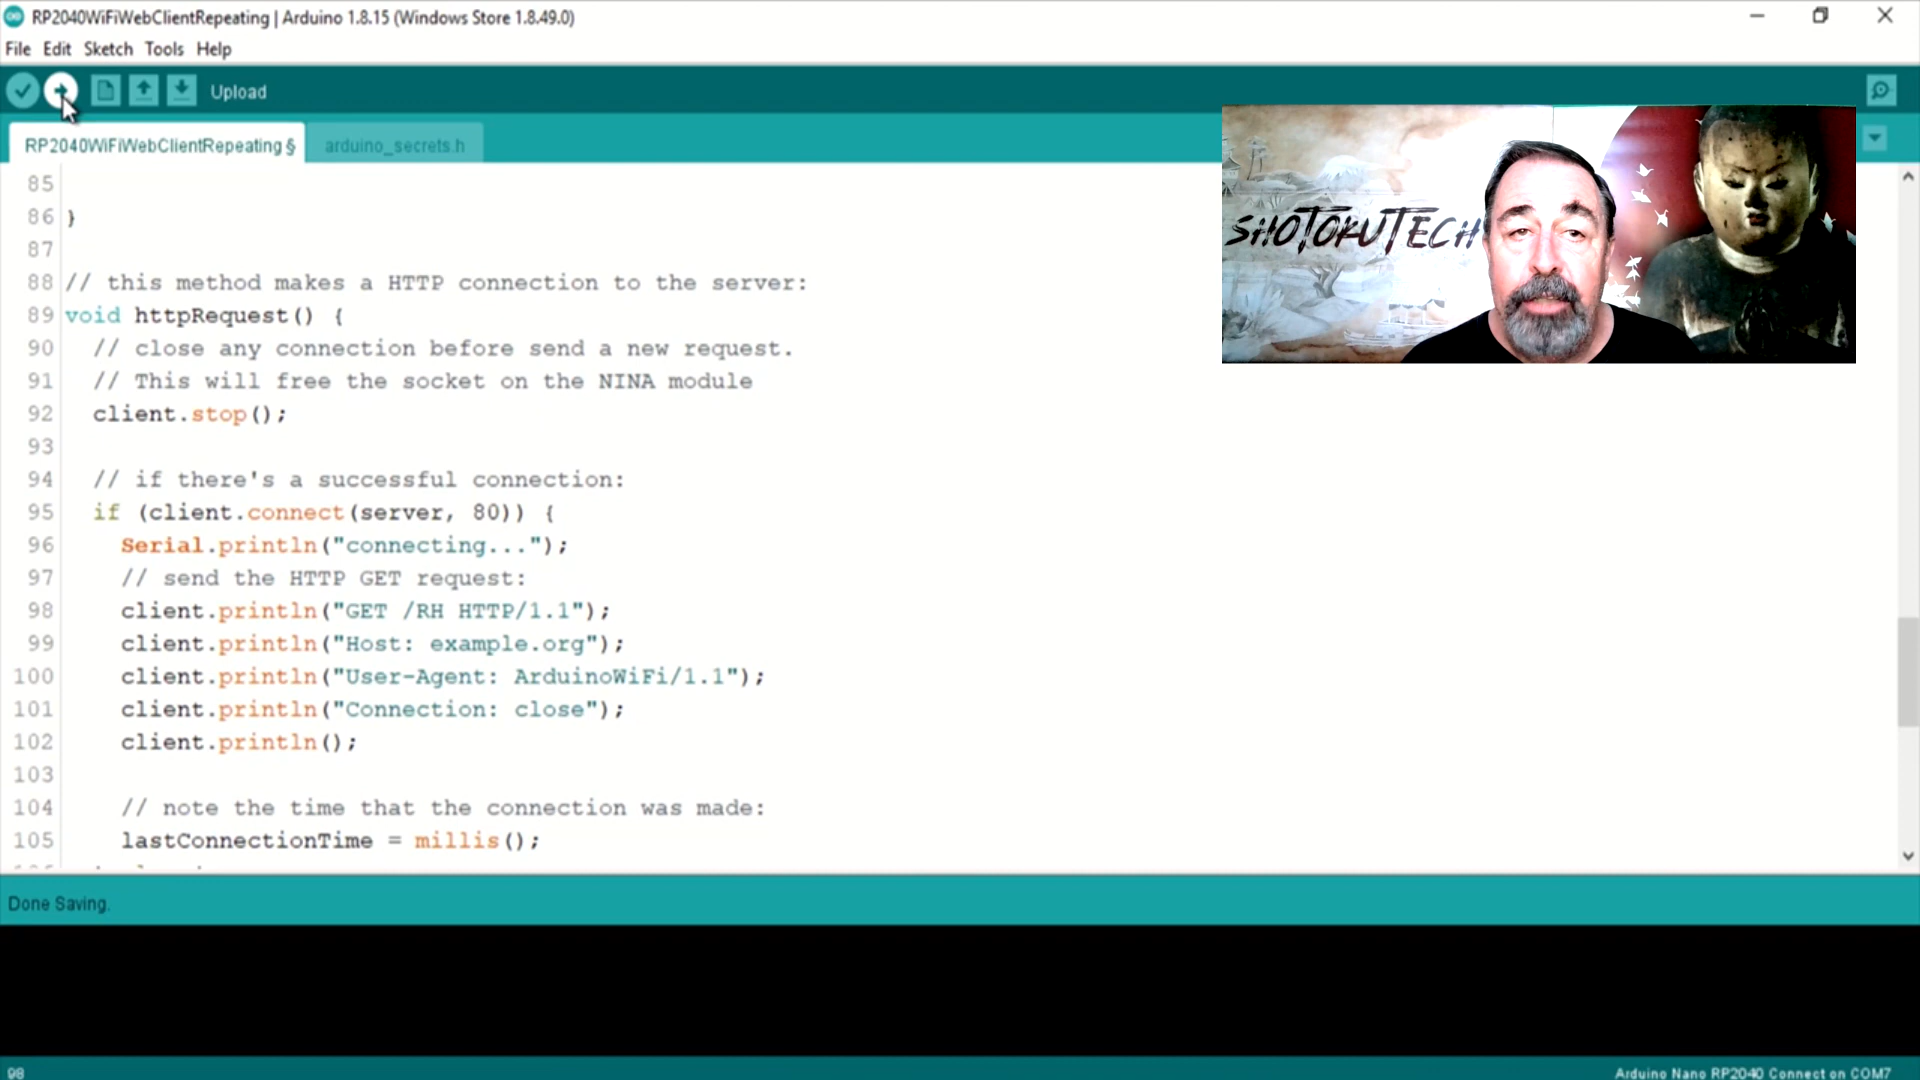 RP2040WiFiWebClientRepeating | Arduino 1.8.15 (Windows Store 1.8.49.0)
File Edit Sketch Tools Help
Upload
RP2040WiFiWebClientRepeating § arduino_secrets.h
SHOTOKUTECH
85
86 }
87
88 // this method makes a HTTP connection to the server:
89 void httpRequest() {
90 // close any connection before send a new request.
91 // This will free the socket on the NINA module
92 client.stop();
93
94 // if there's a successful connection:
95 if (client.connect(server, 80)) {
96 Serial.println("connecting...");
97 // send the HTTP GET request:
98 client.println("GET /RH HTTP/1.1");
99 client.println("Host: example.org");
100 client.println("User-Agent: ArduinoWiFi/1.1");
101 client.println("Connection: close");
102 client.println();
103
104 // note the time that the connection was made:
105 lastConnectionTime = millis();
Done Saving.
98 Arduino Nano RP2040 Connect on COM7